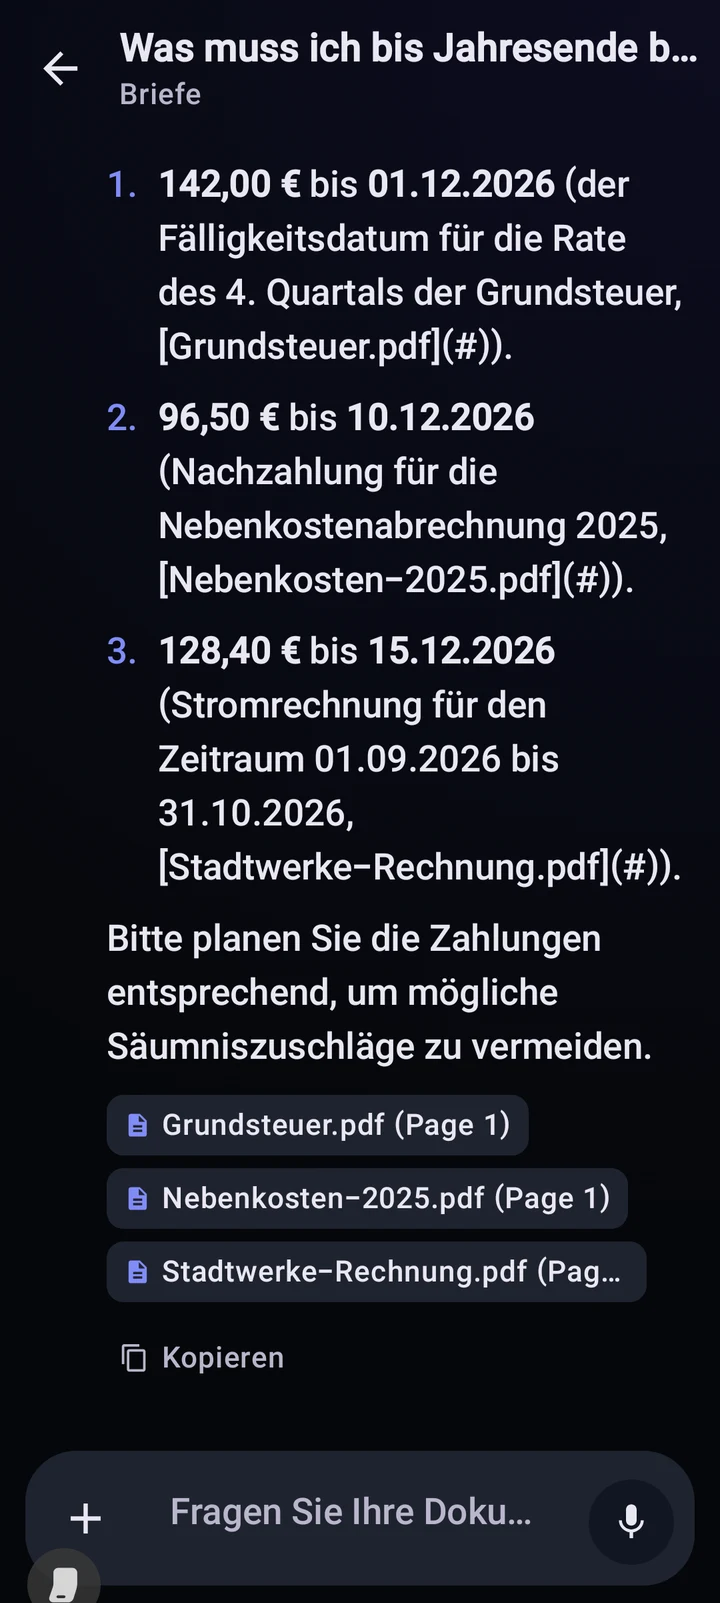 Was muss ich bis Jahresende b...
Briefe
1. 142,00 € bis 01.12.2026 (der
Fälligkeitsdatum für die Rate
des 4. Quartals der Grundsteuer,
[Grundsteuer.pdf](#)).
2. 96,50 € bis 10.12.2026
(Nachzahlung für die
Nebenkostenabrechnung 2025,
[Nebenkosten-2025.pdf](#)).
3. 128,40 € bis 15.12.2026
(Stromrechnung für den
Zeitraum 01.09.2026 bis
31.10.2026,
[Stadtwerke-Rechnung.pdf](#)).
Bitte planen Sie die Zahlungen
entsprechend, um mögliche
Säumniszuschläge zu vermeiden.
Grundsteuer.pdf (Page 1)
Nebenkosten-2025.pdf (Page 1)
Stadtwerke-Rechnung.pdf (Pag...
Kopieren
Fragen Sie Ihre Doku...